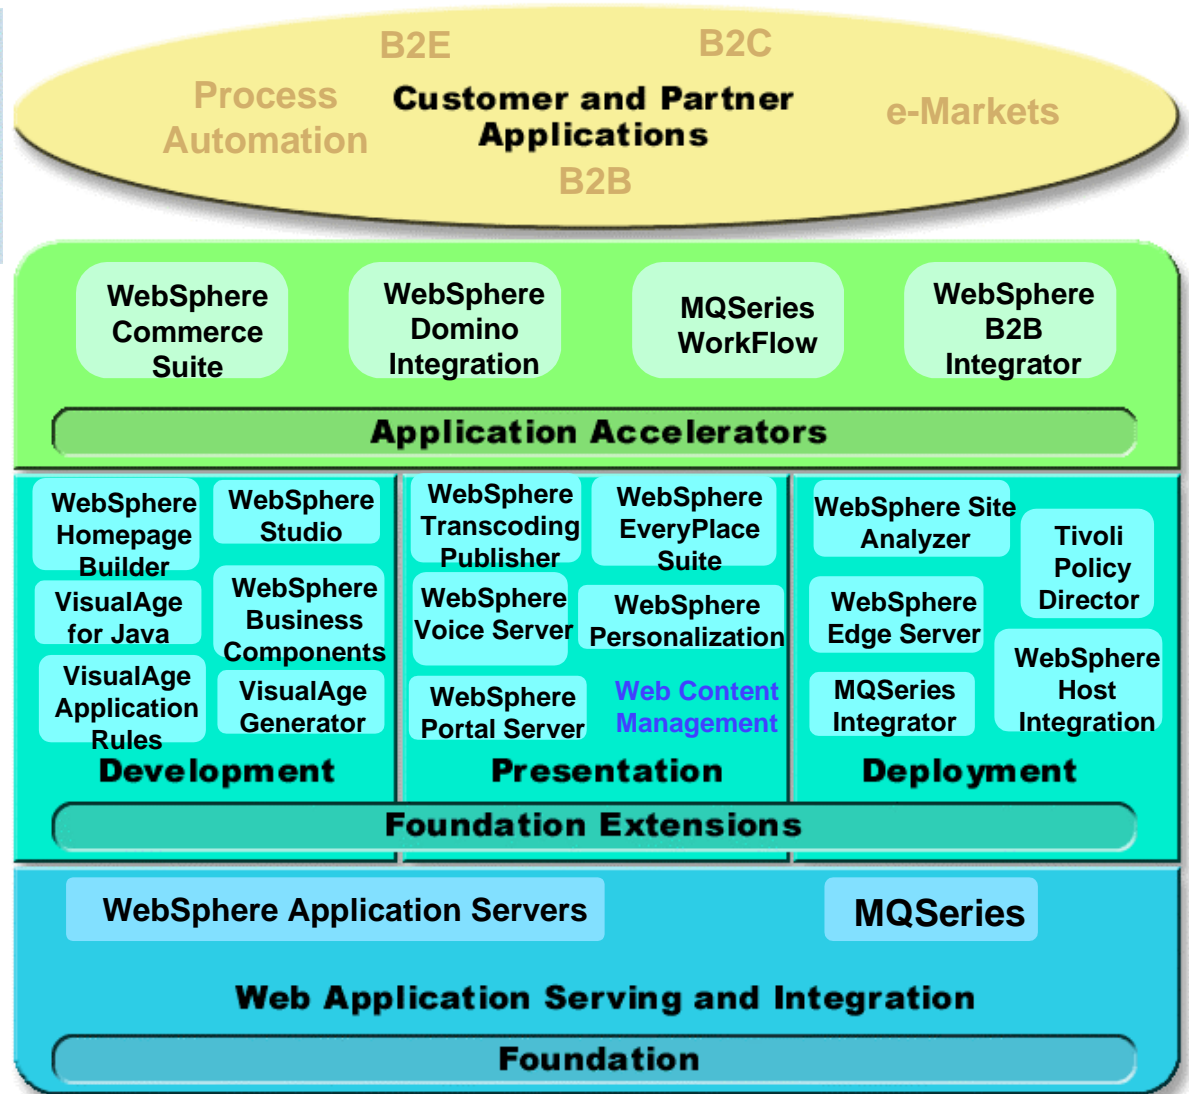 B2E
B2C
Process
Automation
Customer and Partner
Applications
e-Markets
B2B
WebSphere
Commerce
Suite
WebSphere
Domino
Integration
MQSeries
WorkFlow
WebSphere
B2B
Integrator
Application Accelerators
WebSphere
Homepage
Builder
WebSphere
Studio
VisualAge
for Java
WebSphere
Business
Components
VisualAge
Application
Rules
VisualAge
Generator
Development
WebSphere
Transcoding
Publisher
WebSphere
EveryPlace
Suite
WebSphere
Voice Server
WebSphere
Personalization
WebSphere
Portal Server
Web Content
Management
Presentation
WebSphere Site
Analyzer
Tivoli
Policy
Director
WebSphere
Edge Server
WebSphere
Host
Integration
MQSeries
Integrator
Deployment
Foundation Extensions
WebSphere Application Servers
MQSeries
Web Application Serving and Integration
Foundation